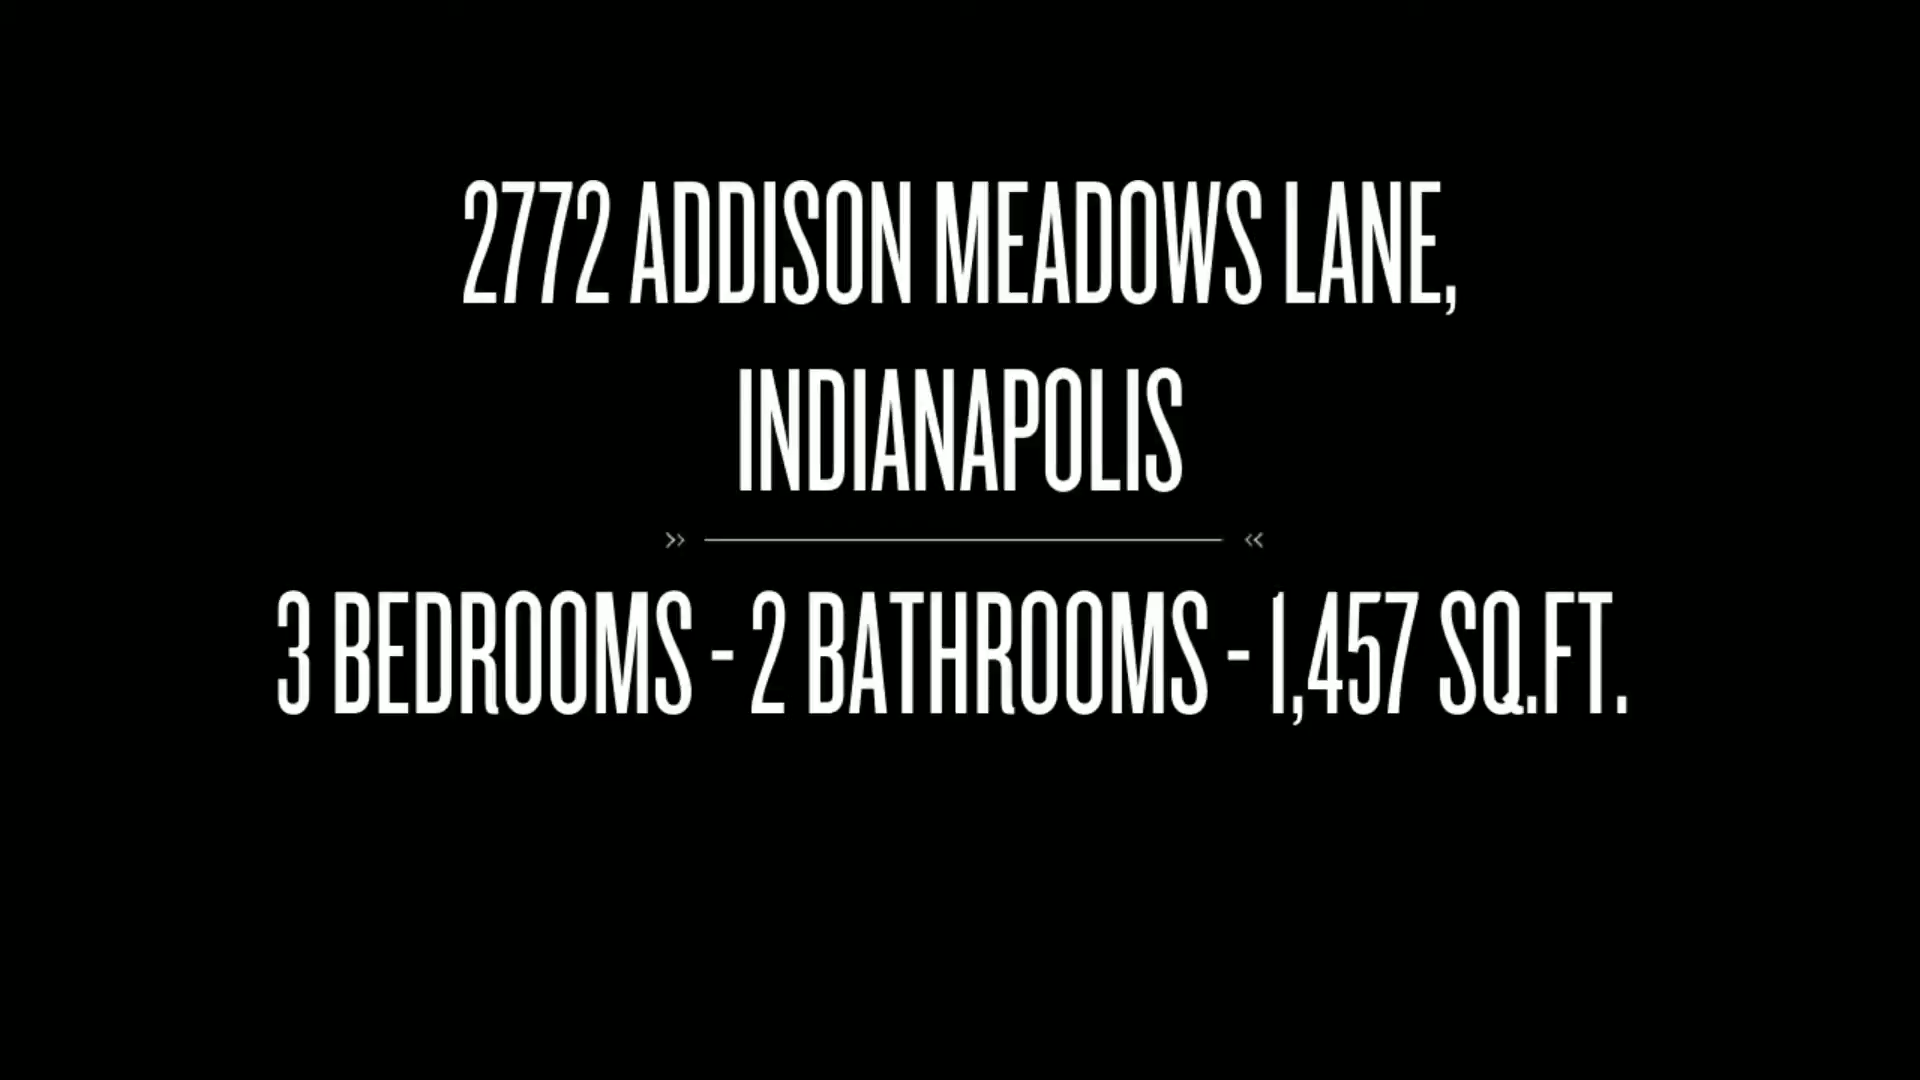 2772 ADDISON MEADOWS LANE,
INDIANAPOLIS
3 BEDROOMS - 2 BATHROOMS - 1,457 SQ.FT.